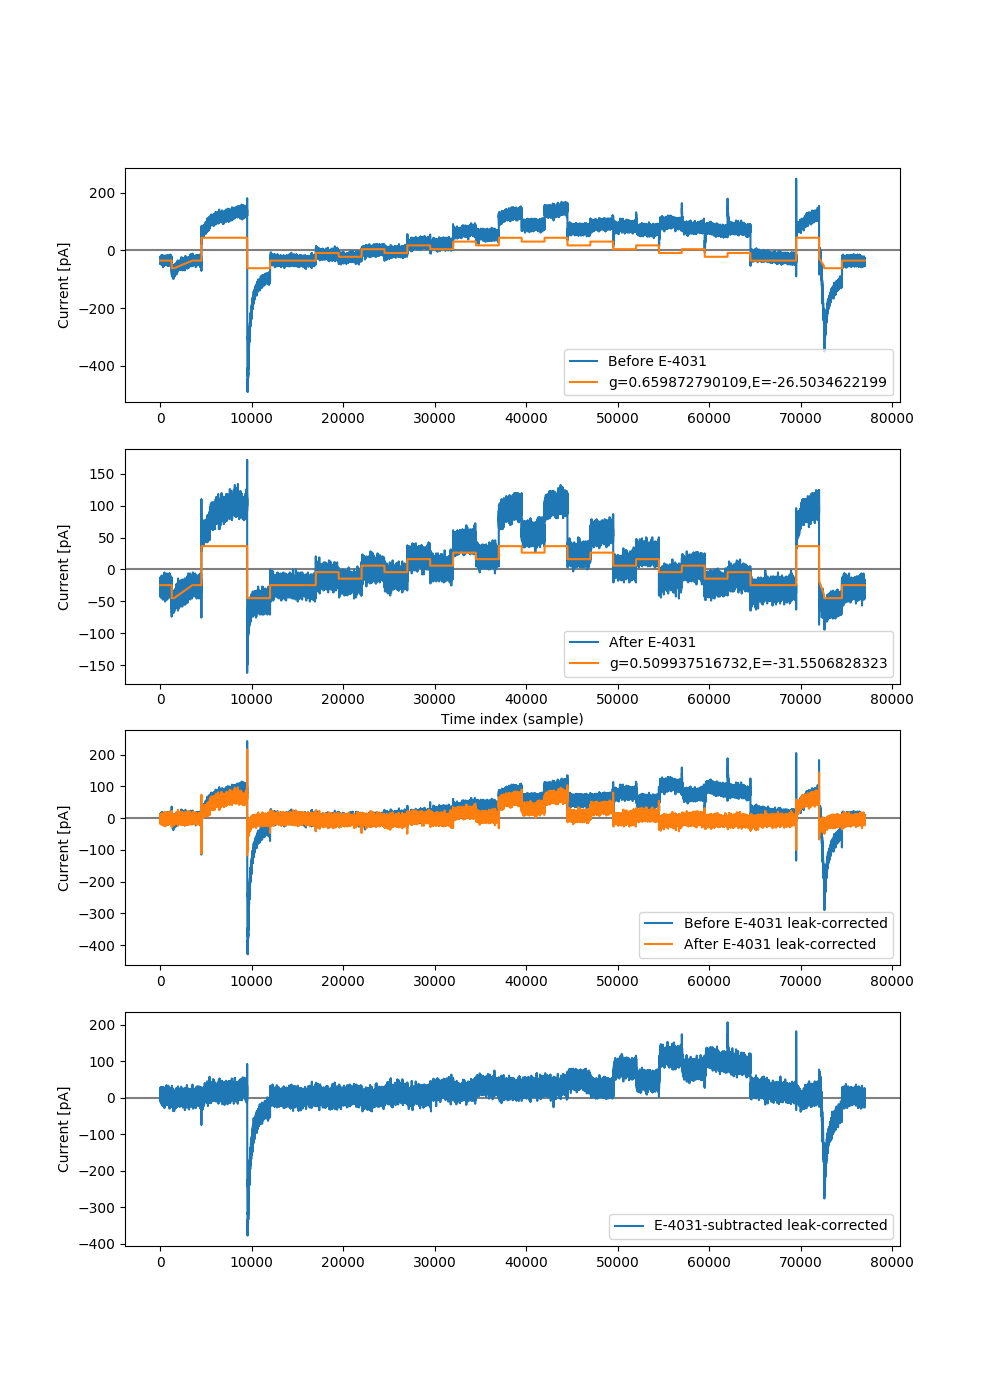 200
0
−200
−400
Current [pA]
Before E-4031
g=0.659872790109,E=-26.5034622199
0 10000 20000 30000 40000 50000 60000 70000 80000
150
100
50
0
−50
−100
−150
Current [pA]
After E-4031
g=0.509937516732,E=-31.5506828323
0 10000 20000 30000 40000 50000 60000 70000 80000
Time index (sample)
200
100
0
−100
−200
−300
−400
Current [pA]
Before E-4031 leak-corrected
After E-4031 leak-corrected
0 10000 20000 30000 40000 50000 60000 70000 80000
200
100
0
−100
−200
−300
−400
Current [pA]
E-4031-subtracted leak-corrected
0 10000 20000 30000 40000 50000 60000 70000 80000